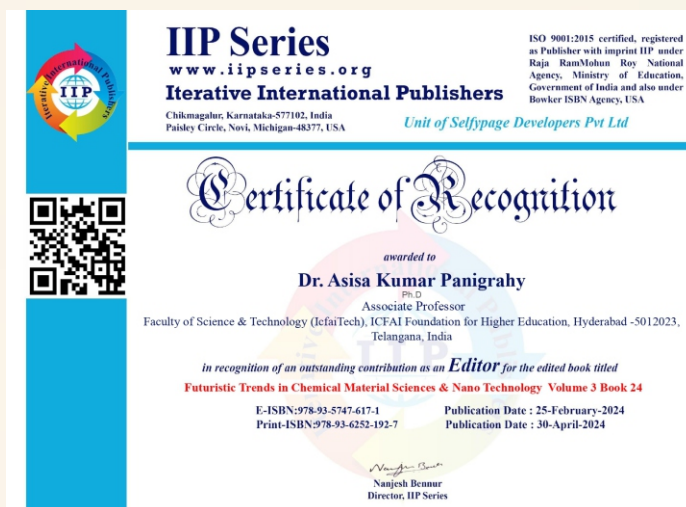 Iterative International Publishers
IIP
IIP Series
www.iipseries.org
Iterative International Publishers
Chikmagalur, Karnataka-577102, India
Paisley Circle, Novi, Michigan-48377, USA
ISO 9001:2015 certified, registered
as Publisher with imprint IIP under
Raja RamMohun Roy National
Agency, Ministry of Education,
Government of India and also under
Bowker ISBN Agency, USA
Unit of Selfypage Developers Pvt Ltd
Certificate of Recognition
awarded to
Dr. Asisa Kumar Panigrahy
Ph.D
Associate Professor
Faculty of Science & Technology (IcfaiTech), ICFAI Foundation for Higher Education, Hyderabad -5012023,
Telangana, India
in recognition of an outstanding contribution as an Editor for the edited book titled
Futuristic Trends in Chemical Material Sciences & Nano Technology Volume 3 Book 24
E-ISBN:978-93-5747-617-1 Publication Date : 25-February-2024
Print-ISBN:978-93-6252-192-7 Publication Date : 30-April-2024
Nanjesh Bennur
Director, IIP Series